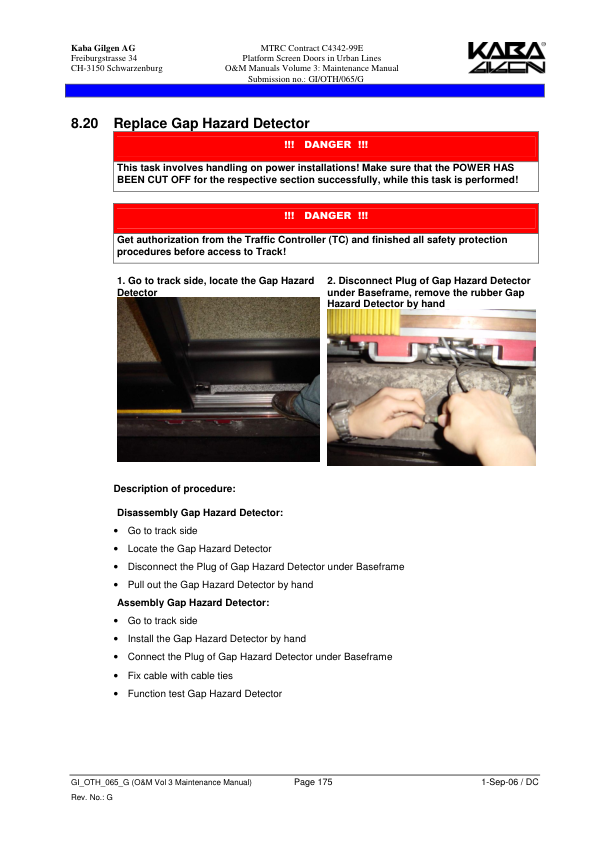 Kaba Gilgen AG
Freiburgstrasse 34
CH-3150 Schwarzenburg
MTRC Contract C4342-99E
Platform Screen Doors in Urban Lines
O&M Manuals Volume 3: Maintenance Manual
Submission no.: GI/OTH/065/G
KABA®
GILGEN
8.20 Replace Gap Hazard Detector
!!! DANGER !!!
This task involves handling on power installations! Make sure that the POWER HAS
BEEN CUT OFF for the respective section successfully, while this task is performed!
!!! DANGER !!!
Get authorization from the Traffic Controller (TC) and finished all safety protection
procedures before access to Track!
1. Go to track side, locate the Gap Hazard
Detector
2. Disconnect Plug of Gap Hazard Detector
under Baseframe, remove the rubber Gap
Hazard Detector by hand
Description of procedure:
Disassembly Gap Hazard Detector:
• Go to track side
• Locate the Gap Hazard Detector
• Disconnect the Plug of Gap Hazard Detector under Baseframe
• Pull out the Gap Hazard Detector by hand
Assembly Gap Hazard Detector:
• Go to track side
• Install the Gap Hazard Detector by hand
• Connect the Plug of Gap Hazard Detector under Baseframe
• Fix cable with cable ties
• Function test Gap Hazard Detector
GI_OTH_065_G (O&M Vol 3 Maintenance Manual)
Page 175
1-Sep-06 / DC
Rev. No.: G